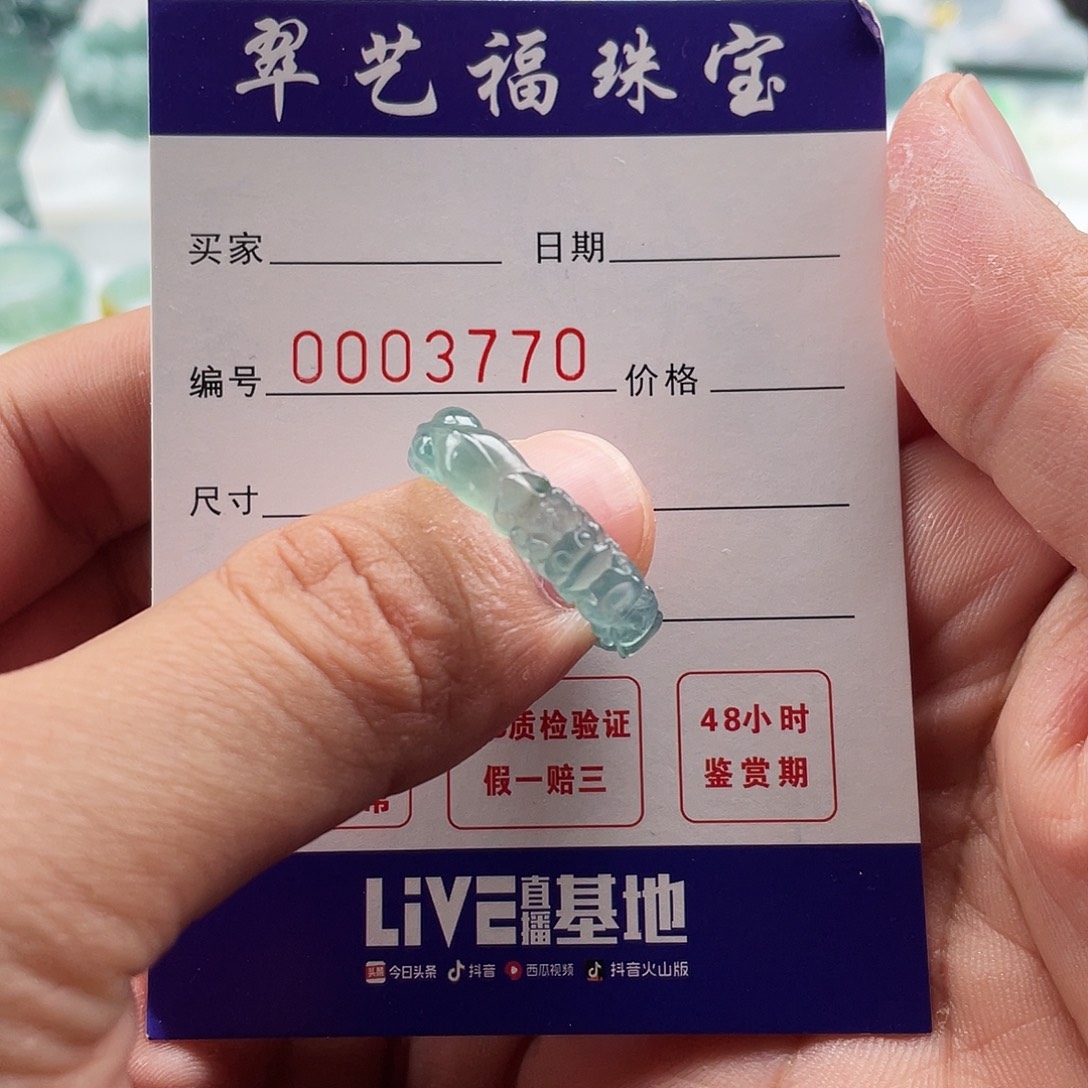 翠艺福珠宝
买家 日期
编号 0003770 价格
尺寸
质检验证 48小时
假一赔三 鉴赏期
LiVE直播基地
头条 今日头条 抖音 西瓜视频 抖音火山版